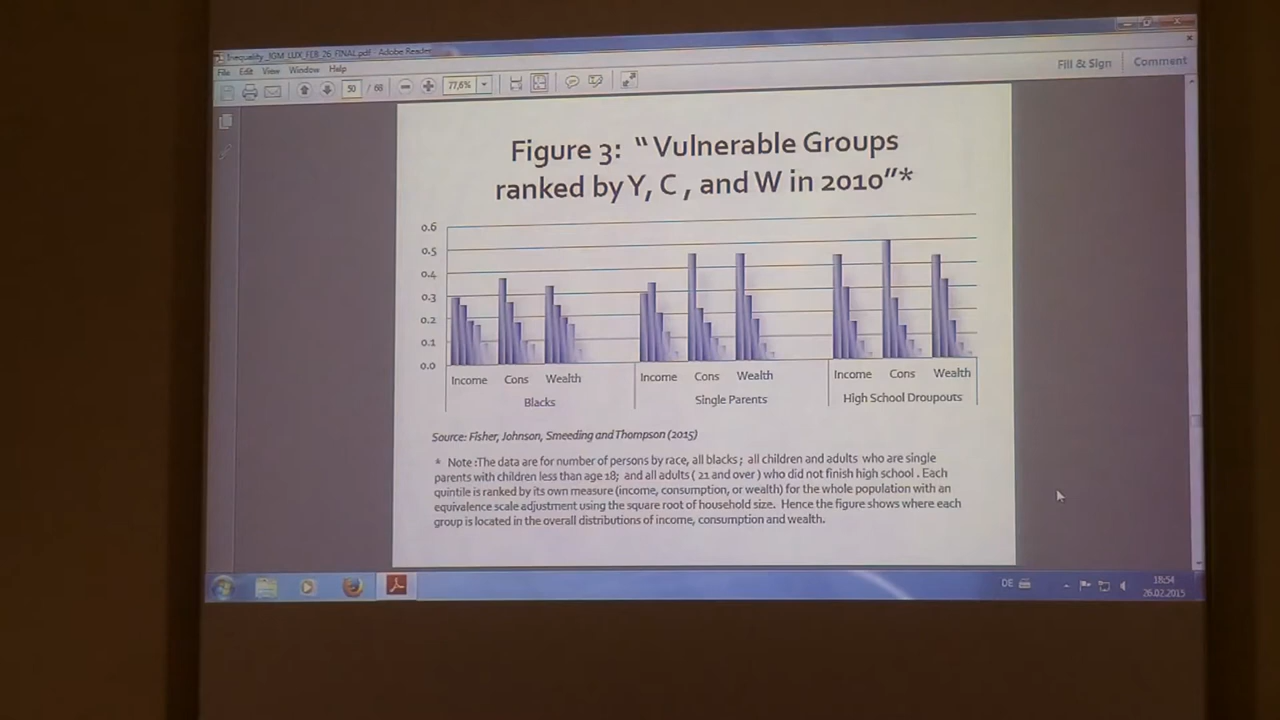 Inequality_JGM_LUX_FEB 26_FINAL.pdf - Adobe Reader
File Edit View Window Help
50 / 68 77,6% Fill & Sign Comment
Figure 3: “ Vulnerable Groups
ranked by Y, C , and W in 2010”*
0.6
0.5
0.4
0.3
0.2
0.1
0.0
Income Cons Wealth Income Cons Wealth Income Cons Wealth
Blacks Single Parents High School Droupouts
Source: Fisher, Johnson, Smeeding and Thompson (2015)
* Note :The data are for number of persons by race, all blacks ; all children and adults who are single
parents with children less than age 18; and all adults ( 21 and over ) who did not finish high school . Each
quintile is ranked by its own measure (income, consumption, or wealth) for the whole population with an
equivalence scale adjustment using the square root of household size. Hence the figure shows where each
group is located in the overall distributions of income, consumption and wealth.
DE 18:54
26.02.2015